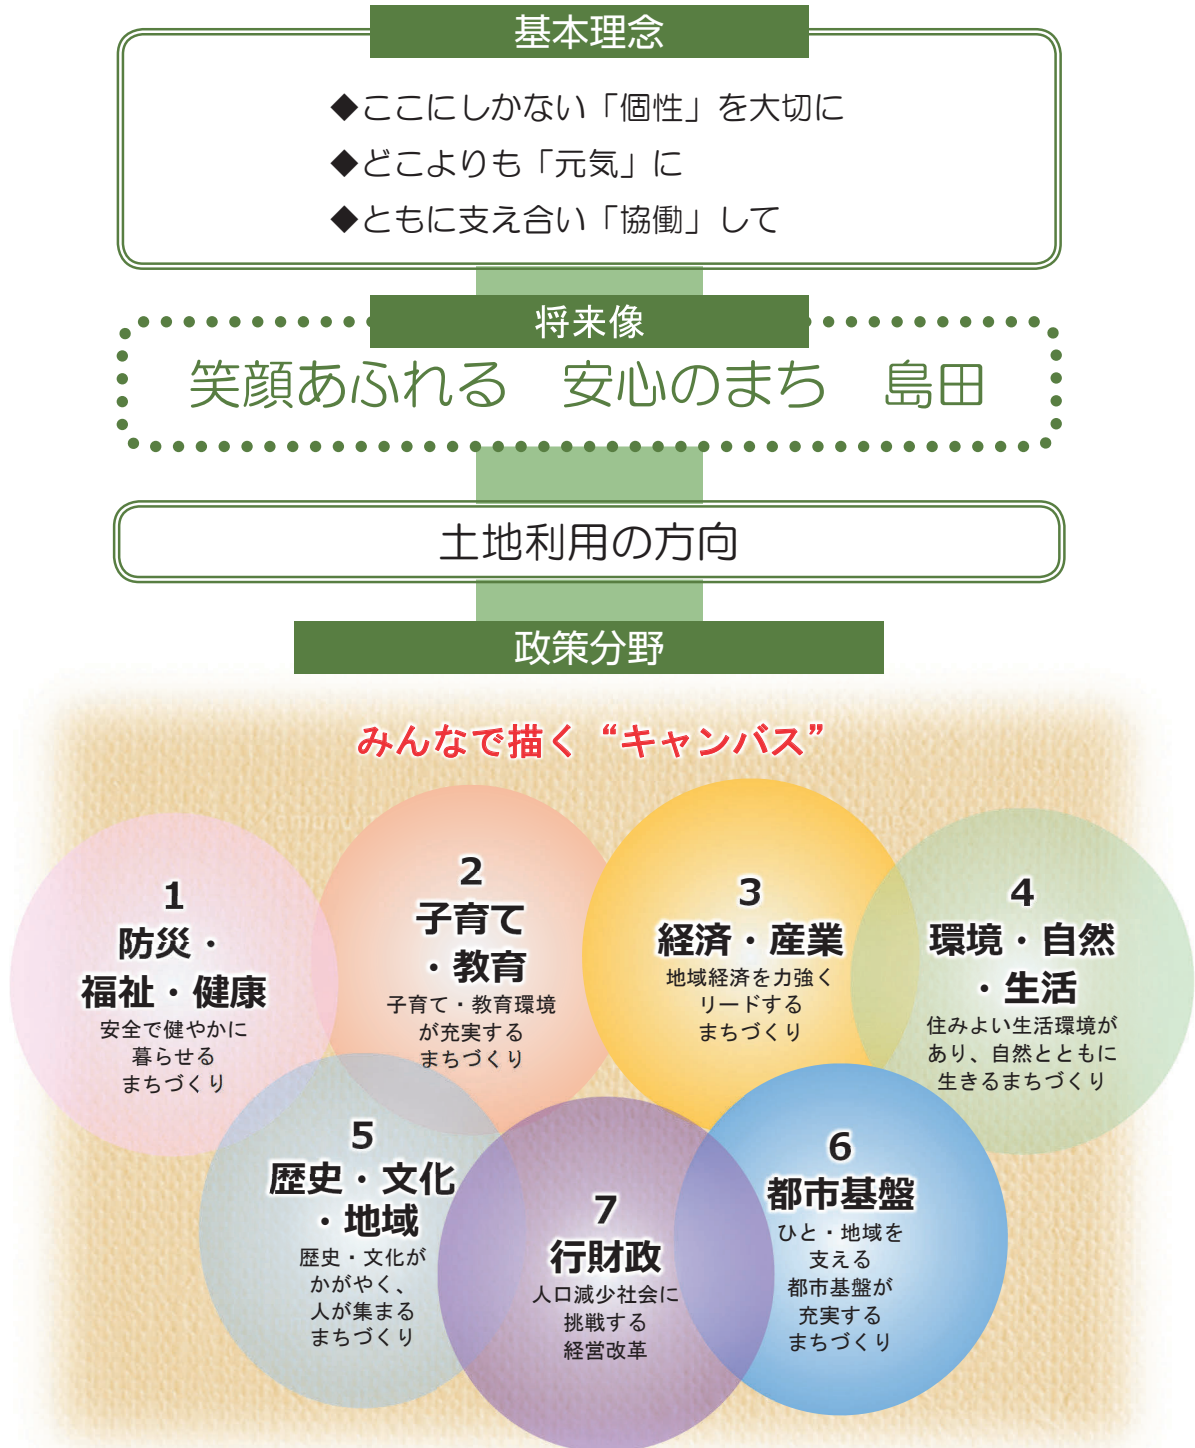 基本理念
◆ここにしかない「個性」を大切に
◆どこよりも「元気」に
◆ともに支え合い「協働」して
将来像
笑顔あふれる　安心のまち　島田
土地利用の方向
政策分野
みんなで描く“キャンバス”
1
防災・
福祉・健康
安全で健やかに
暮らせる
まちづくり
2
子育て
・教育
子育て・教育環境
が充実する
まちづくり
3
経済・産業
地域経済を力強く
リードする
まちづくり
4
環境・自然
・生活
住みよい生活環境が
あり、自然とともに
生きるまちづくり
5
歴史・文化
・地域
歴史・文化が
かがやく、
人が集まる
まちづくり
7
行財政
人口減少社会に
挑戦する
経営改革
6
都市基盤
ひと・地域を
支える
都市基盤が
充実する
まちづくり